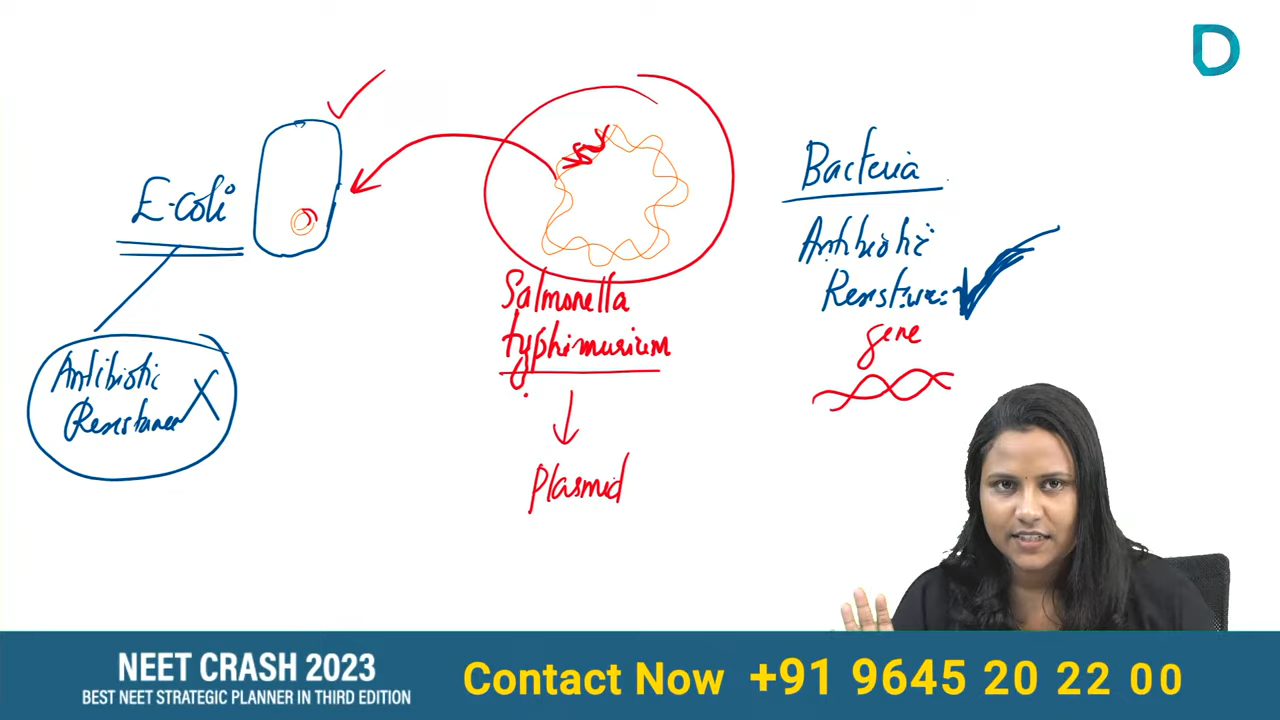 D
E-coli
Antibiotic
Resistance X
Salmonella
typhimurium
Plasmid
Bacteria
Antibiotic
gene
NEET CRASH 2023
BEST NEET STRATEGIC PLANNER IN THIRD EDITION
Contact Now +91 9645 20 22 00